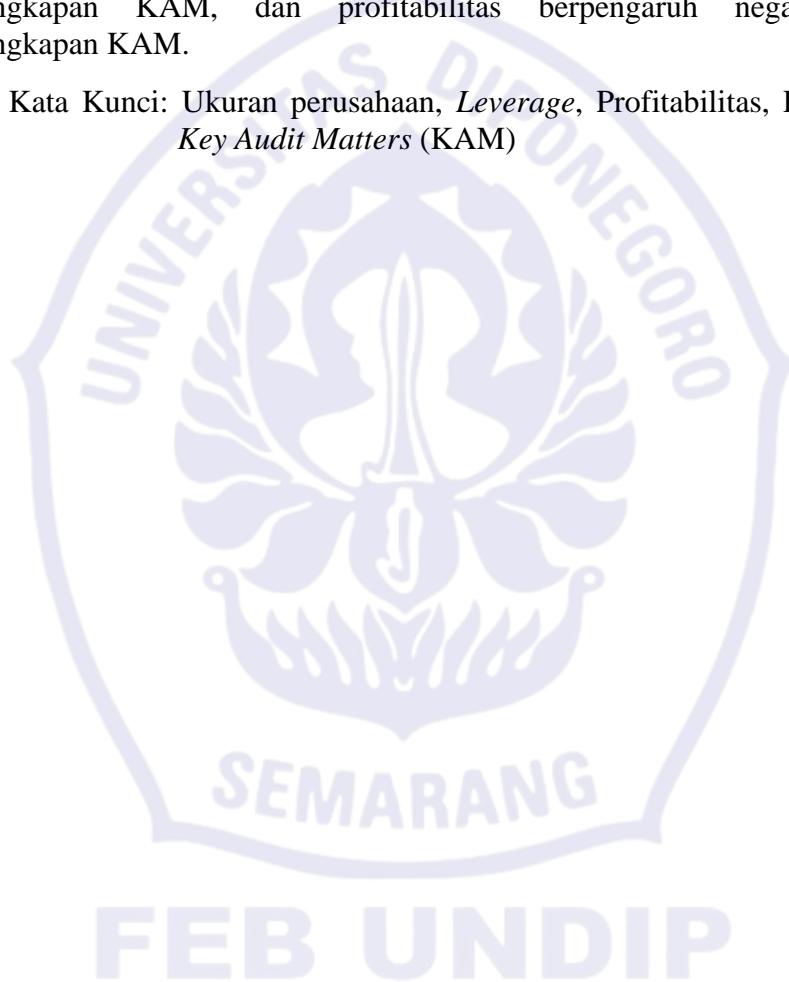 ngkapan KAM, dan profitabilitas berpengaruh nega
ngkapan KAM.
Kata Kunci: Ukuran perusahaan, Leverage, Profitabilitas,
Key Audit Matters (KAM)
UNIVERSITAS DIPONEGORO
SEMARANG
FEB UNDIP